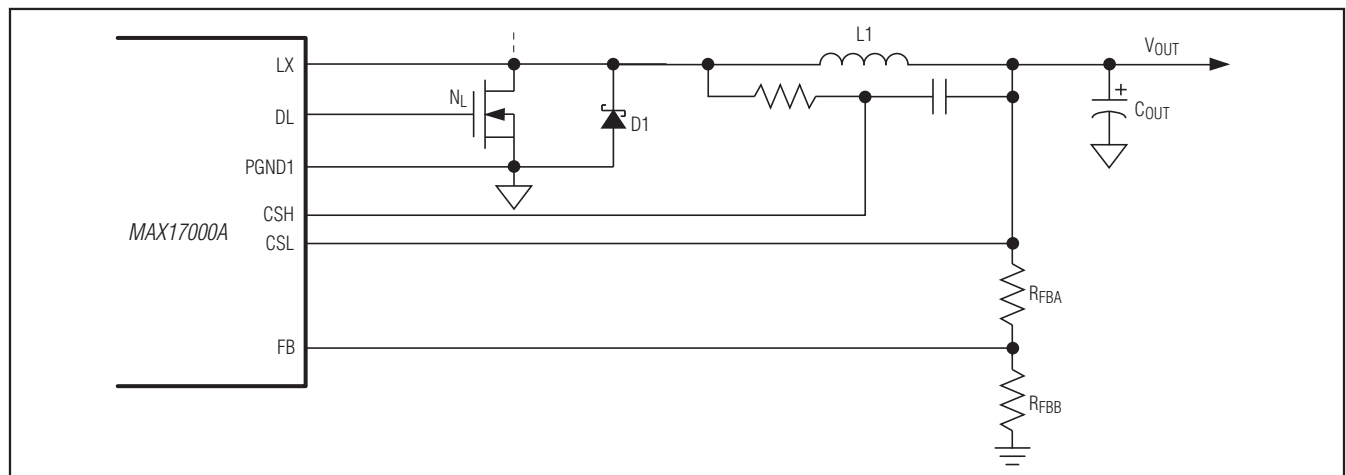 L1
VOUT
LX
NL
DL
D1
+
COUT
PGND1
CSH
MAX17000A
CSL
RFBA
FB
RFBB